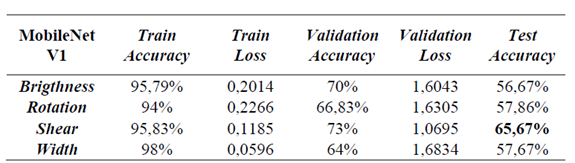 MobileNet V1 Train Accuracy Train Loss Validation Accuracy Validation Loss Test Accuracy
Brigthness 95,79% 0,2014 70% 1,6043 56,67%
Rotation 94% 0,2266 66,83% 1,6305 57,86%
Shear 95,83% 0,1185 73% 1,0695 65,67%
Width 98% 0,0596 64% 1,6834 57,67%